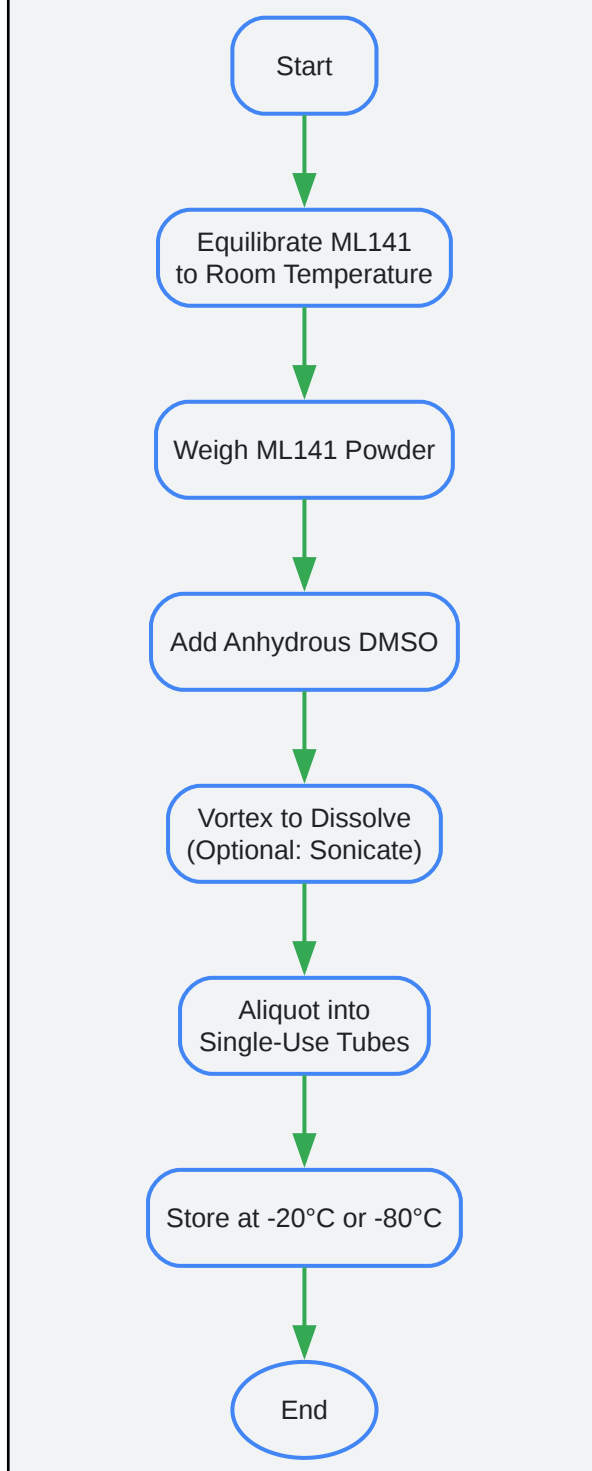 Start
Equilibrate ML141
to Room Temperature
Weigh ML141 Powder
Add Anhydrous DMSO
Vortex to Dissolve
(Optional: Sonicate)
Aliquot into
Single-Use Tubes
Store at -20°C or -80°C
End